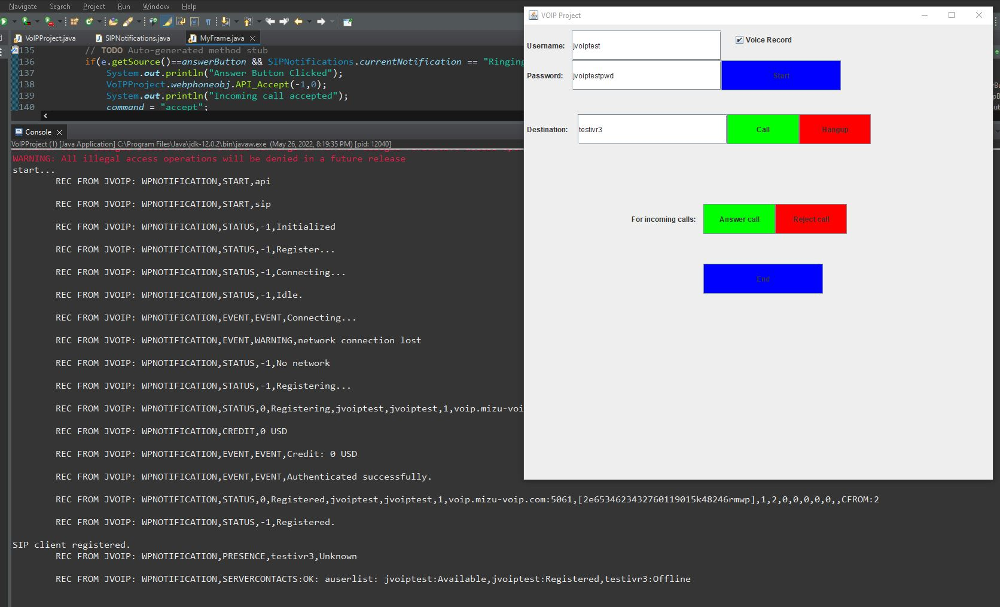 Navigate Search Project Run Window Help
VoIPProject.java SIPNotifications.java MyFrame.java
135 // TODO Auto-generated method stub
136 if(e.getSource()==answerButton && SIPNotifications.currentNotification == "Ringing
137 System.out.println("Answer Button Clicked");
138 VoIPProject.webphoneobj.API_Accept(-1,0);
139 System.out.println("Incoming call accepted");
140 command = "accept";
Console
VoIPProject (1) [Java Application] C:\Program Files\Java\jdk-12.0.2\bin\javaw.exe (May 26, 2022, 8:19:35 PM) [pid: 12040]
WARNING: All illegal access operations will be denied in a future release
start...
REC FROM JVOIP: WPNOTIFICATION,START,api
REC FROM JVOIP: WPNOTIFICATION,START,sip
REC FROM JVOIP: WPNOTIFICATION,STATUS,-1,Initialized
REC FROM JVOIP: WPNOTIFICATION,STATUS,-1,Register...
REC FROM JVOIP: WPNOTIFICATION,STATUS,-1,Connecting...
REC FROM JVOIP: WPNOTIFICATION,STATUS,-1,Idle.
REC FROM JVOIP: WPNOTIFICATION,EVENT,EVENT,Connecting...
REC FROM JVOIP: WPNOTIFICATION,EVENT,WARNING,network connection lost
REC FROM JVOIP: WPNOTIFICATION,STATUS,-1,No network
REC FROM JVOIP: WPNOTIFICATION,STATUS,-1,Registering...
REC FROM JVOIP: WPNOTIFICATION,STATUS,0,Registering,jvoiptest,jvoiptest,1,voip.mizu-voi
REC FROM JVOIP: WPNOTIFICATION,CREDIT,0 USD
REC FROM JVOIP: WPNOTIFICATION,EVENT,EVENT,Credit: 0 USD
REC FROM JVOIP: WPNOTIFICATION,EVENT,EVENT,Authenticated successfully.
REC FROM JVOIP: WPNOTIFICATION,STATUS,0,Registered,jvoiptest,jvoiptest,1,voip.mizu-voip.com:5061,[2e6534623432760119015k48246rmwp],1,2,0,0,0,0,0,,CFROM:2
REC FROM JVOIP: WPNOTIFICATION,STATUS,-1,Registered.
SIP client registered.
REC FROM JVOIP: WPNOTIFICATION,PRESENCE,testivr3,Unknown
REC FROM JVOIP: WPNOTIFICATION,SERVERCONTACTS:OK: auserlist: jvoiptest:Available,jvoiptest:Registered,testivr3:Offline
VOIP Project
Username: jvoiptest Voice Record
Password: jvoiptestpwd Start
Destination: testivr3 Call Hangup
For incoming calls: Answer call Reject call
End